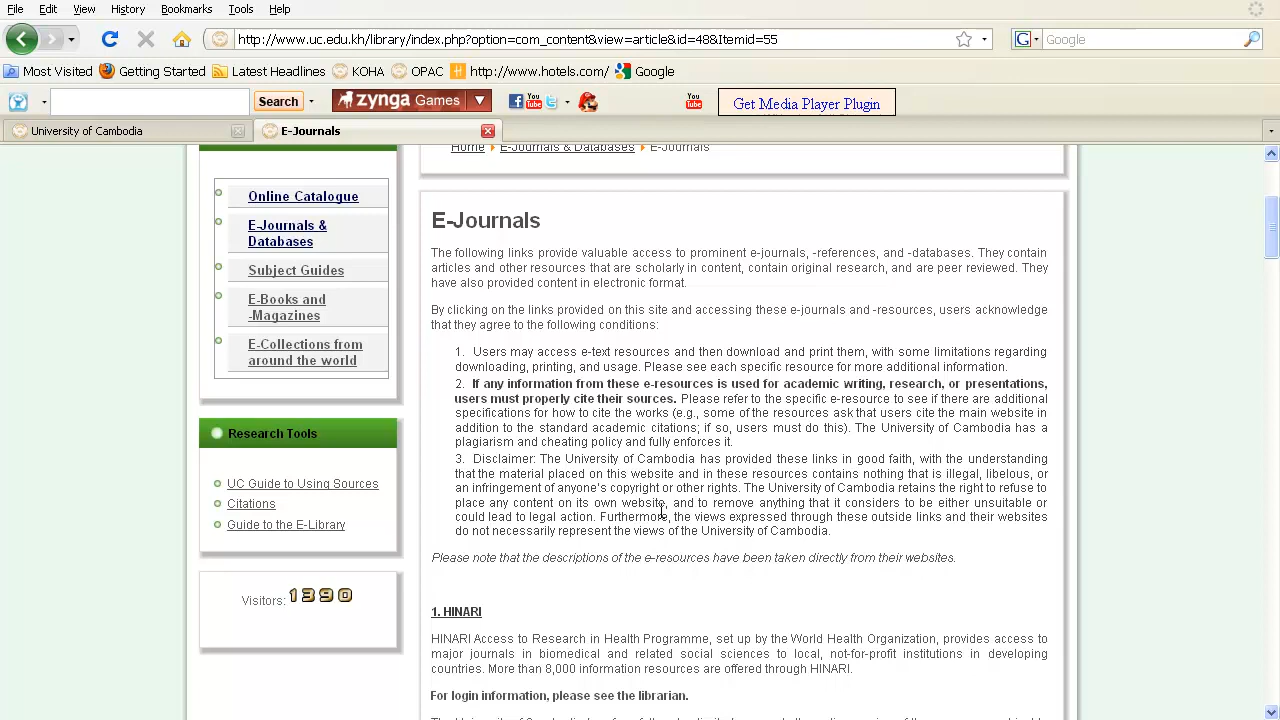 File Edit View History Bookmarks Tools Help
http://www.uc.edu.kh/library/index.php?option=com_content&view=article&id=48&Itemid=55
G Google
Most Visited Getting Started Latest Headlines KOHA OPAC http://www.hotels.com/ Google
Search zynga Games You Tube You Tube Get Media Player Plugin
University of Cambodia E-Journals
Home E-Journals & Databases E-Journals
Online Catalogue
E-Journals &
Databases
Subject Guides
E-Books and
-Magazines
E-Collections from
around the world
Research Tools
UC Guide to Using Sources
Citations
Guide to the E-Library
Visitors: 1390
E-Journals
The following links provide valuable access to prominent e-journals, -references, and -databases. They contain
articles and other resources that are scholarly in content, contain original research, and are peer reviewed. They
have also provided content in electronic format.
By clicking on the links provided on this site and accessing these e-journals and -resources, users acknowledge
that they agree to the following conditions:
1. Users may access e-text resources and then download and print them, with some limitations regarding
downloading, printing, and usage. Please see each specific resource for more additional information.
2. If any information from these e-resources is used for academic writing, research, or presentations,
users must properly cite their sources. Please refer to the specific e-resource to see if there are additional
specifications for how to cite the works (e.g., some of the resources ask that users cite the main website in
addition to the standard academic citations; if so, users must do this). The University of Cambodia has a
plagiarism and cheating policy and fully enforces it.
3. Disclaimer: The University of Cambodia has provided these links in good faith, with the understanding
that the material placed on this website and in these resources contains nothing that is illegal, libelous, or
an infringement of anyone's copyright or other rights. The University of Cambodia retains the right to refuse to
place any content on its own website, and to remove anything that it considers to be either unsuitable or
could lead to legal action. Furthermore, the views expressed through these outside links and their websites
do not necessarily represent the views of the University of Cambodia.
Please note that the descriptions of the e-resources have been taken directly from their websites.
1. HINARI
HINARI Access to Research in Health Programme, set up by the World Health Organization, provides access to
major journals in biomedical and related social sciences to local, not-for-profit institutions in developing
countries. More than 8,000 information resources are offered through HINARI.
For login information, please see the librarian.